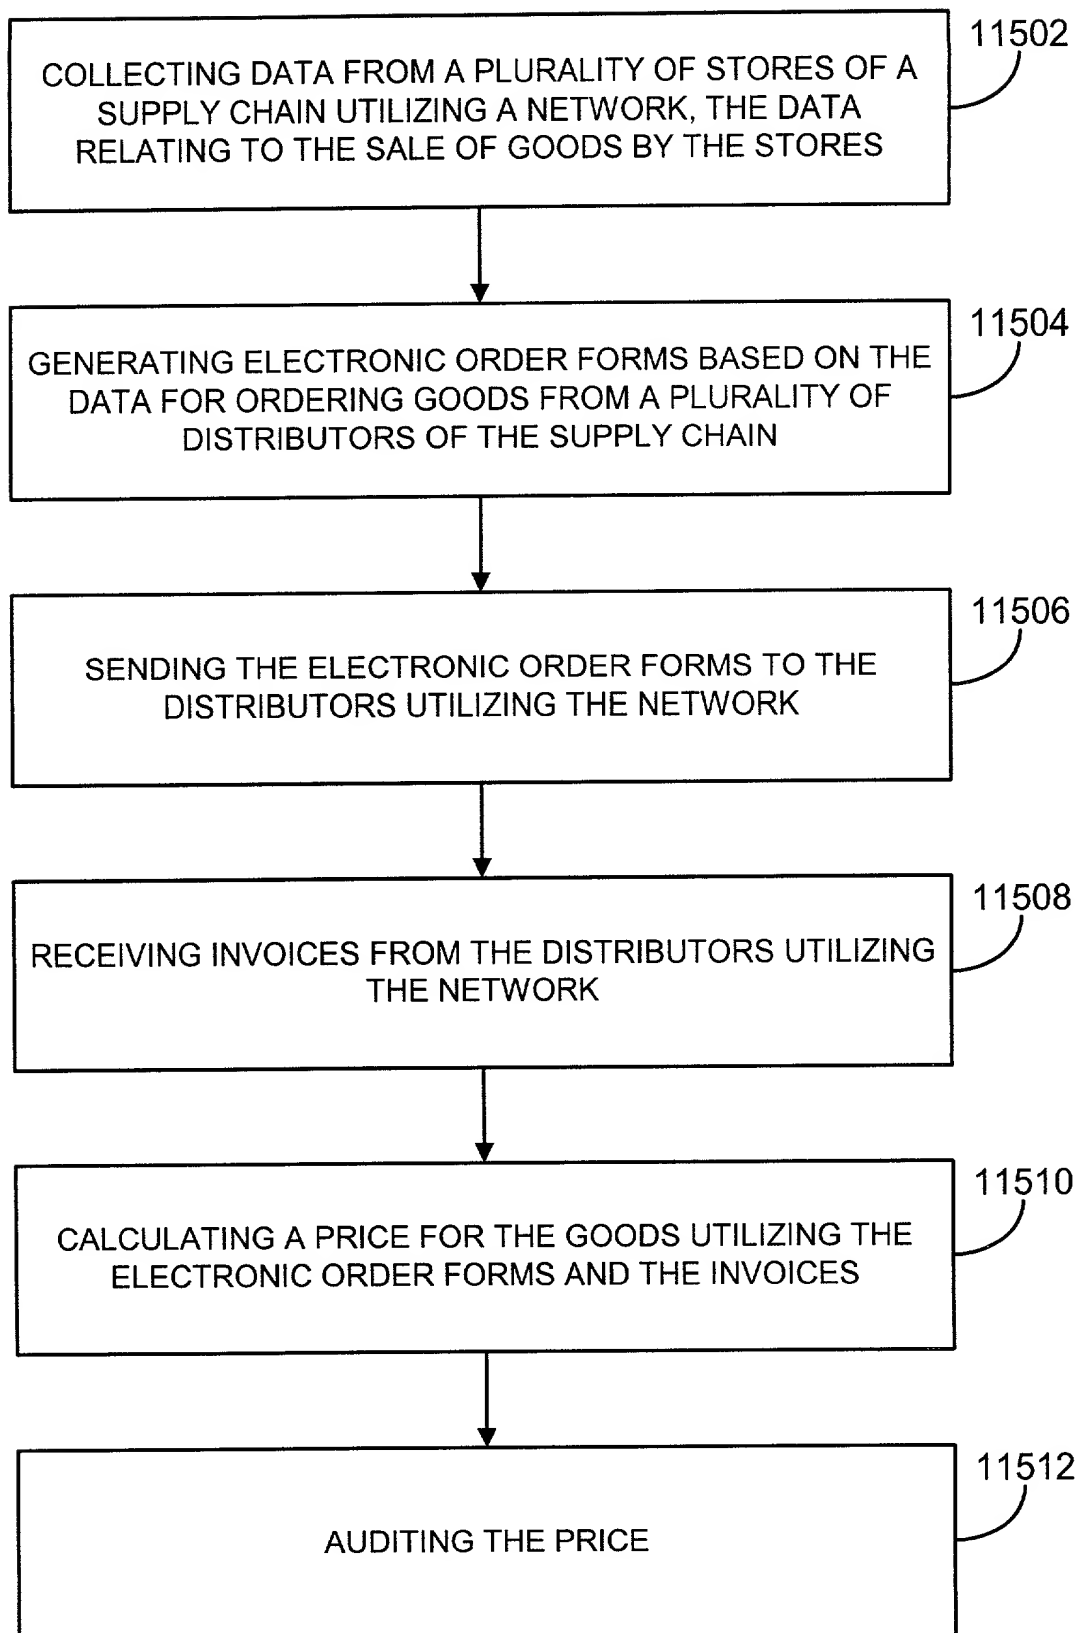 11502
COLLECTING DATA FROM A PLURALITY OF STORES OF A
SUPPLY CHAIN UTILIZING A NETWORK, THE DATA
RELATING TO THE SALE OF GOODS BY THE STORES
11504
GENERATING ELECTRONIC ORDER FORMS BASED ON THE
DATA FOR ORDERING GOODS FROM A PLURALITY OF
DISTRIBUTORS OF THE SUPPLY CHAIN
11506
SENDING THE ELECTRONIC ORDER FORMS TO THE
DISTRIBUTORS UTILIZING THE NETWORK
11508
RECEIVING INVOICES FROM THE DISTRIBUTORS UTILIZING
THE NETWORK
11510
CALCULATING A PRICE FOR THE GOODS UTILIZING THE
ELECTRONIC ORDER FORMS AND THE INVOICES
11512
AUDITING THE PRICE